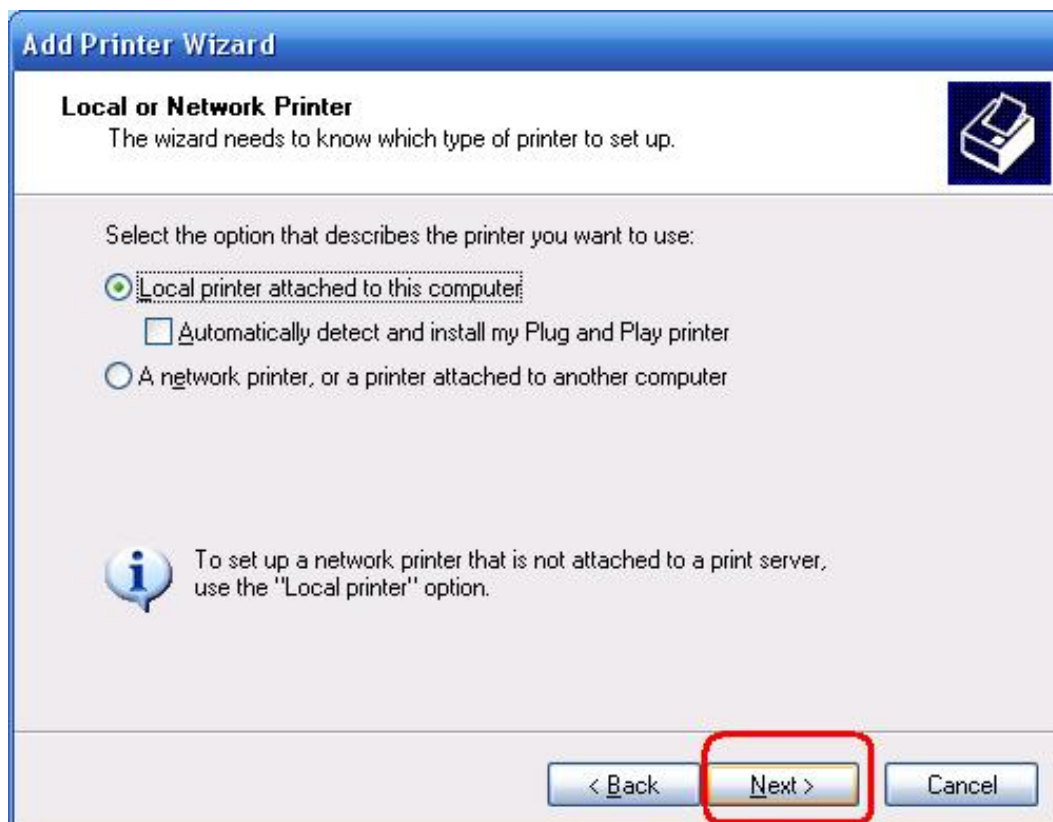 Add Printer Wizard
Local or Network Printer
The wizard needs to know which type of printer to set up.
Select the option that describes the printer you want to use:
Local printer attached to this computer
Automatically detect and install my Plug and Play printer
A network printer, or a printer attached to another computer
To set up a network printer that is not attached to a print server,
use the "Local printer" option.
< Back Next > Cancel